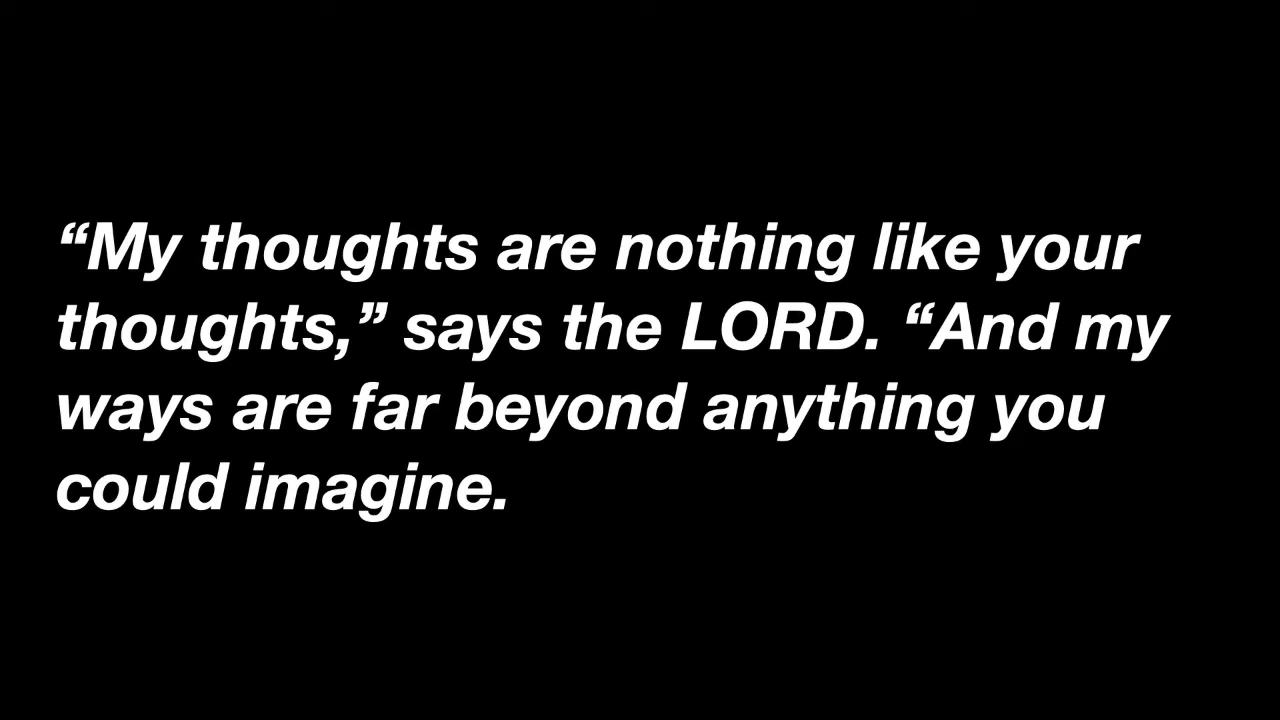 “My thoughts are nothing like your
thoughts,” says the LORD. “And my
ways are far beyond anything you
could imagine.